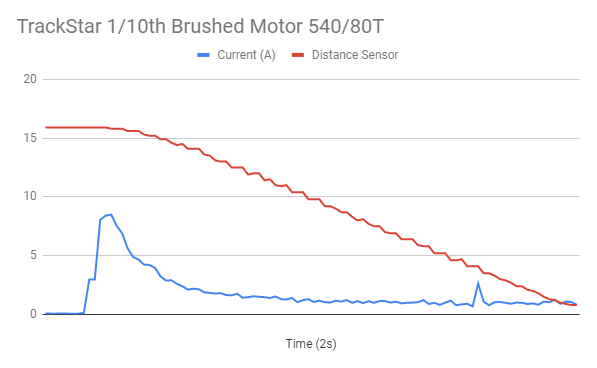 TrackStar 1/10th Brushed Motor 540/80T
Current (A) Distance Sensor
20
15
10
5
0
Time (2s)